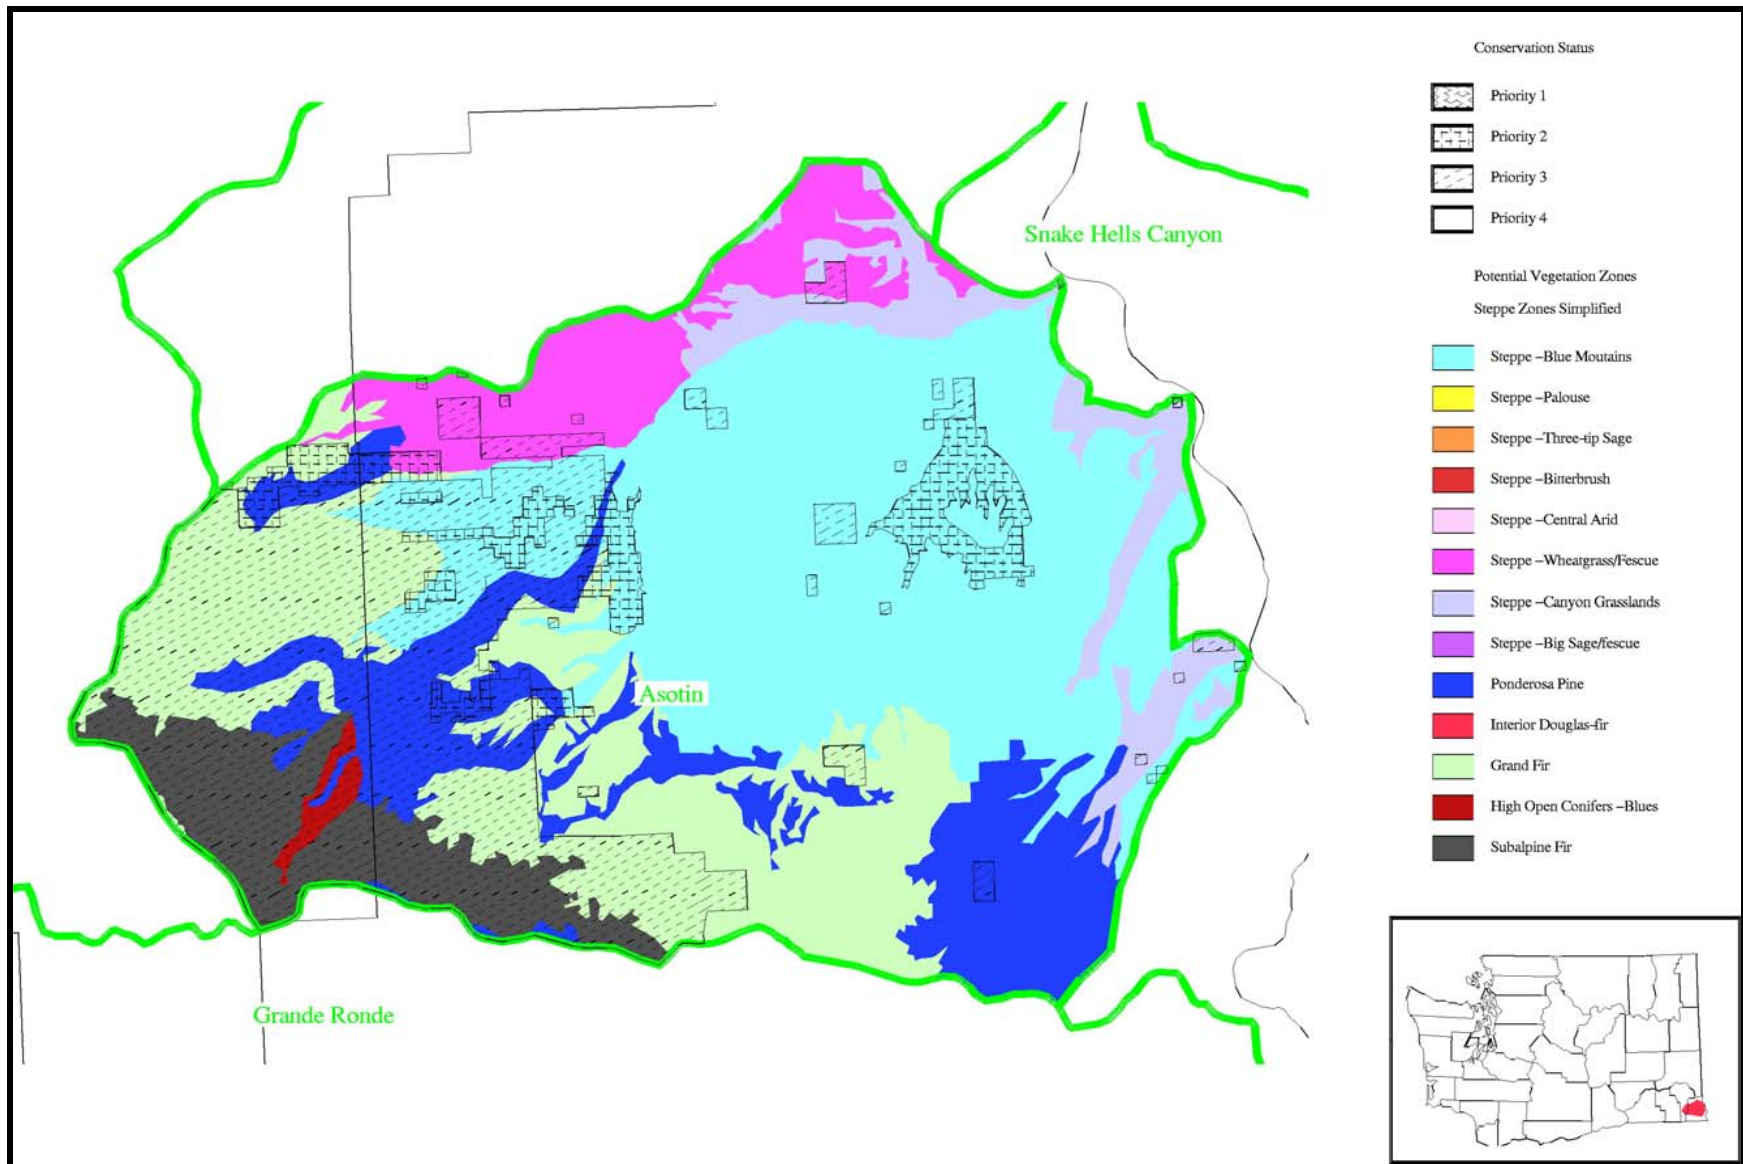 Conservation Status
Priority 1
Priority 2
Priority 3
Priority 4
Snake Hells Canyon
Potential Vegetation Zones
Steppe Zones Simplified
Steppe –Blue Moutains
Steppe –Palouse
Steppe –Three-tip Sage
Steppe –Bitterbrush
Steppe –Central Arid
Steppe –Wheatgrass/Fescue
Steppe –Canyon Grasslands
Steppe –Big Sage/fescue
Ponderosa Pine
Interior Douglas-fir
Grand Fir
High Open Conifers –Blues
Subalpine Fir
Asotin
Grande Ronde